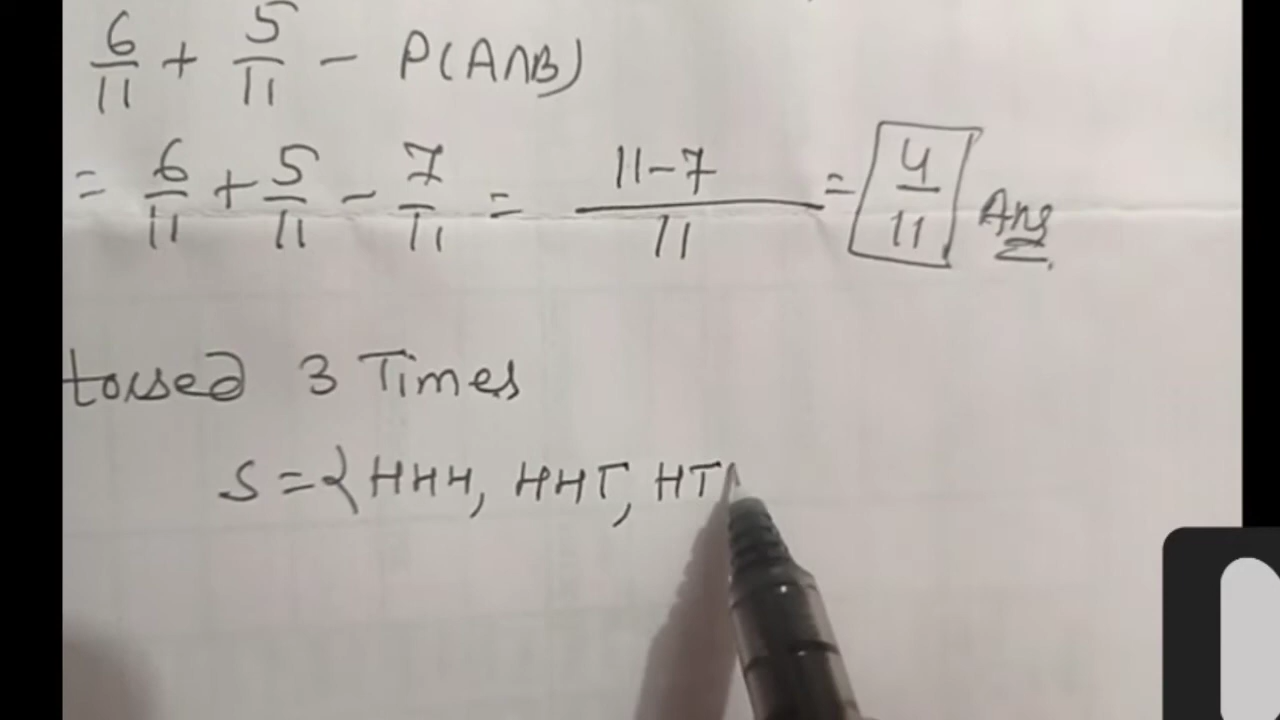 6/11 + 5/11 - P(A∩B)
= 6/11 + 5/11 - 7/11 = 11-7/11 = 4/11 Ans.
tossed 3 Times
S = { HHH, HHT, HT